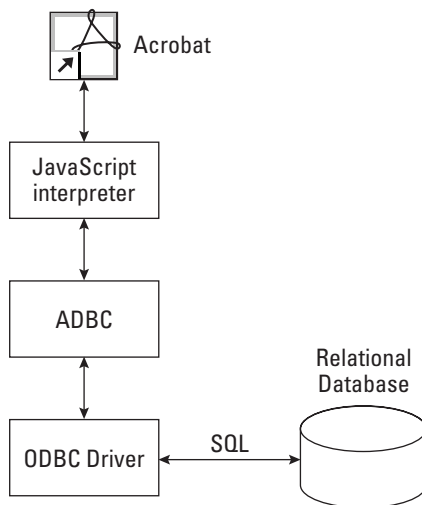 Acrobat
JavaScript
interpreter
ADBC
Relational
Database
ODBC Driver
SQL